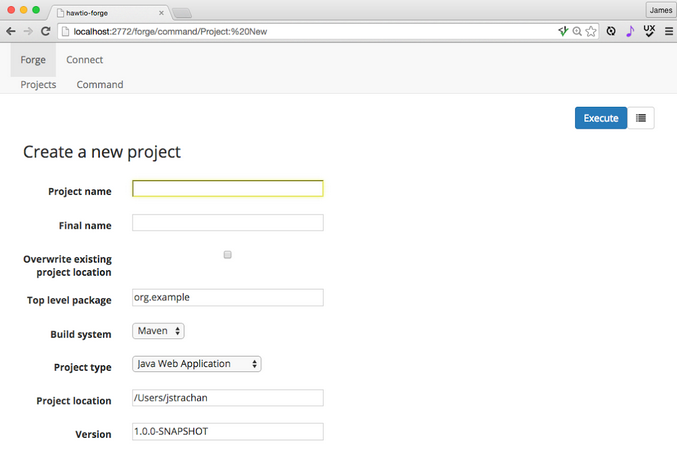 hawtio-forge
James
localhost:2772/forge/command/Project:%20New
UX
Forge Connect
Projects Command
Execute
Create a new project
Project name
Final name
Overwrite existing
project location
Top level package org.example
Build system Maven
Project type Java Web Application
Project location /Users/jstrachan
Version 1.0.0-SNAPSHOT